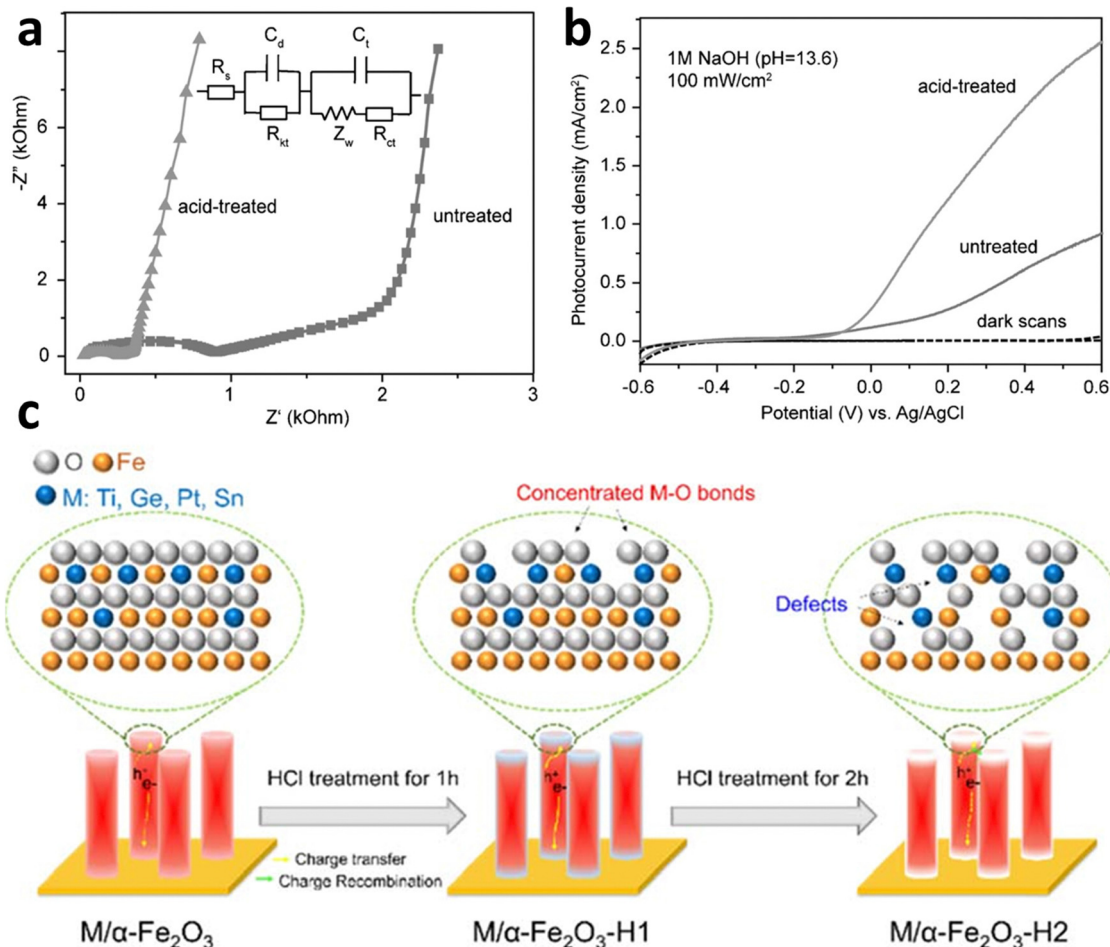 a
-Z" (kOhm)
8
6
4
2
0
0
1
2
3
Z' (kOhm)
R_s
C_d
R_kt
C_t
Z_w
R_ct
acid-treated
untreated
b
Photocurrent density (mA/cm²)
2.5
2.0
1.5
1.0
0.5
0.0
-0.6
-0.4
-0.2
0.0
0.2
0.4
0.6
Potential (V) vs. Ag/AgCl
1M NaOH (pH=13.6)
100 mW/cm²
acid-treated
untreated
dark scans
c
O Fe
M: Ti, Ge, Pt, Sn
Concentrated M-O bonds
Defects
h⁺
e-
HCl treatment for 1h
h⁺
e-
HCl treatment for 2h
h⁺
e-
Charge transfer
Charge Recombination
M/α-Fe₂O₃
M/α-Fe₂O₃-H1
M/α-Fe₂O₃-H2